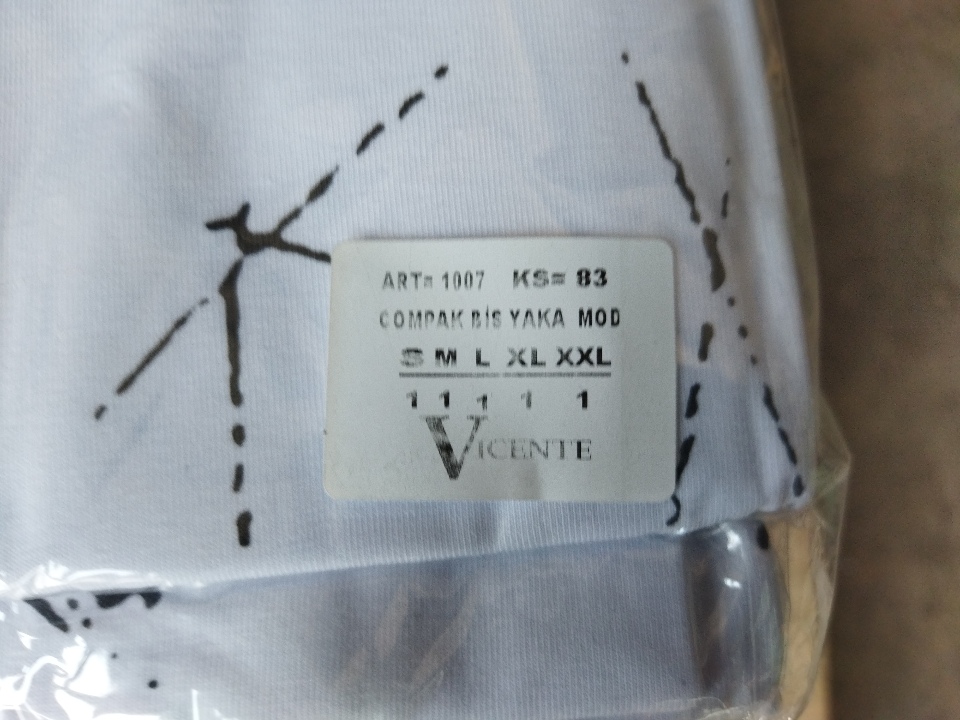 ART= 1007 KS= 83
COMPAK BİS YAKA MOD
S M L XL XXL
1 1 1 1 1
VICENTE